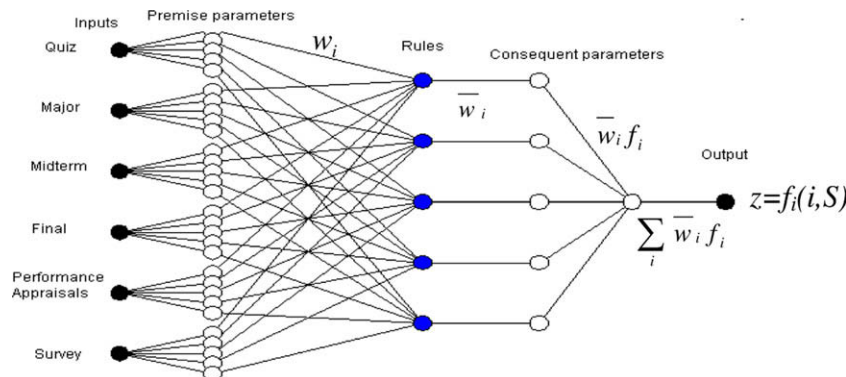 Inputs
Premise parameters
Quiz
w_i
Rules
Consequent parameters
Major
w̅_i
w̅_i f_i
Midterm
Output
z=f_i(i,S)
Final
∑_i w̅_i f_i
Performance
Appraisals
Survey